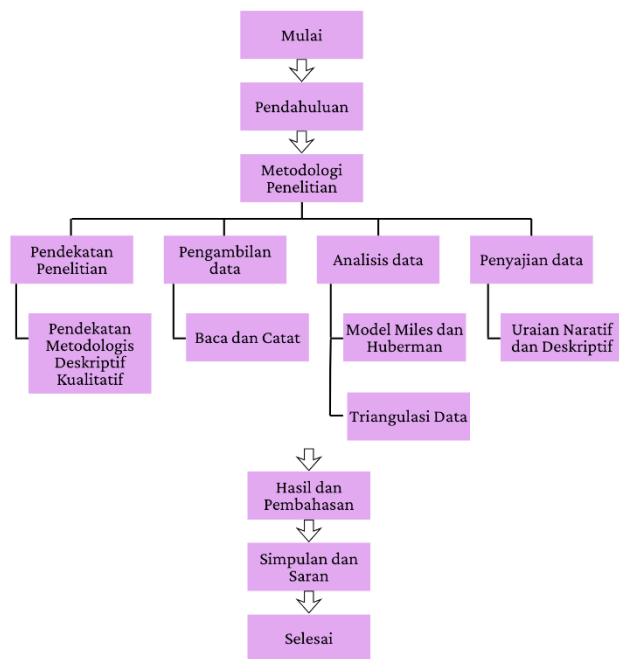 Mulai
Pendahuluan
Metodologi
Penelitian
Pendekatan
Penelitian
Pengambilan
data
Analisis data
Penyajian data
Pendekatan
Metodologis
Deskriptif
Kualitatif
Baca dan Catat
Model Miles dan
Huberman
Uraian Naratif
dan Deskriptif
Triangulasi Data
Hasil dan
Pembahasan
Simpulan dan
Saran
Selesai